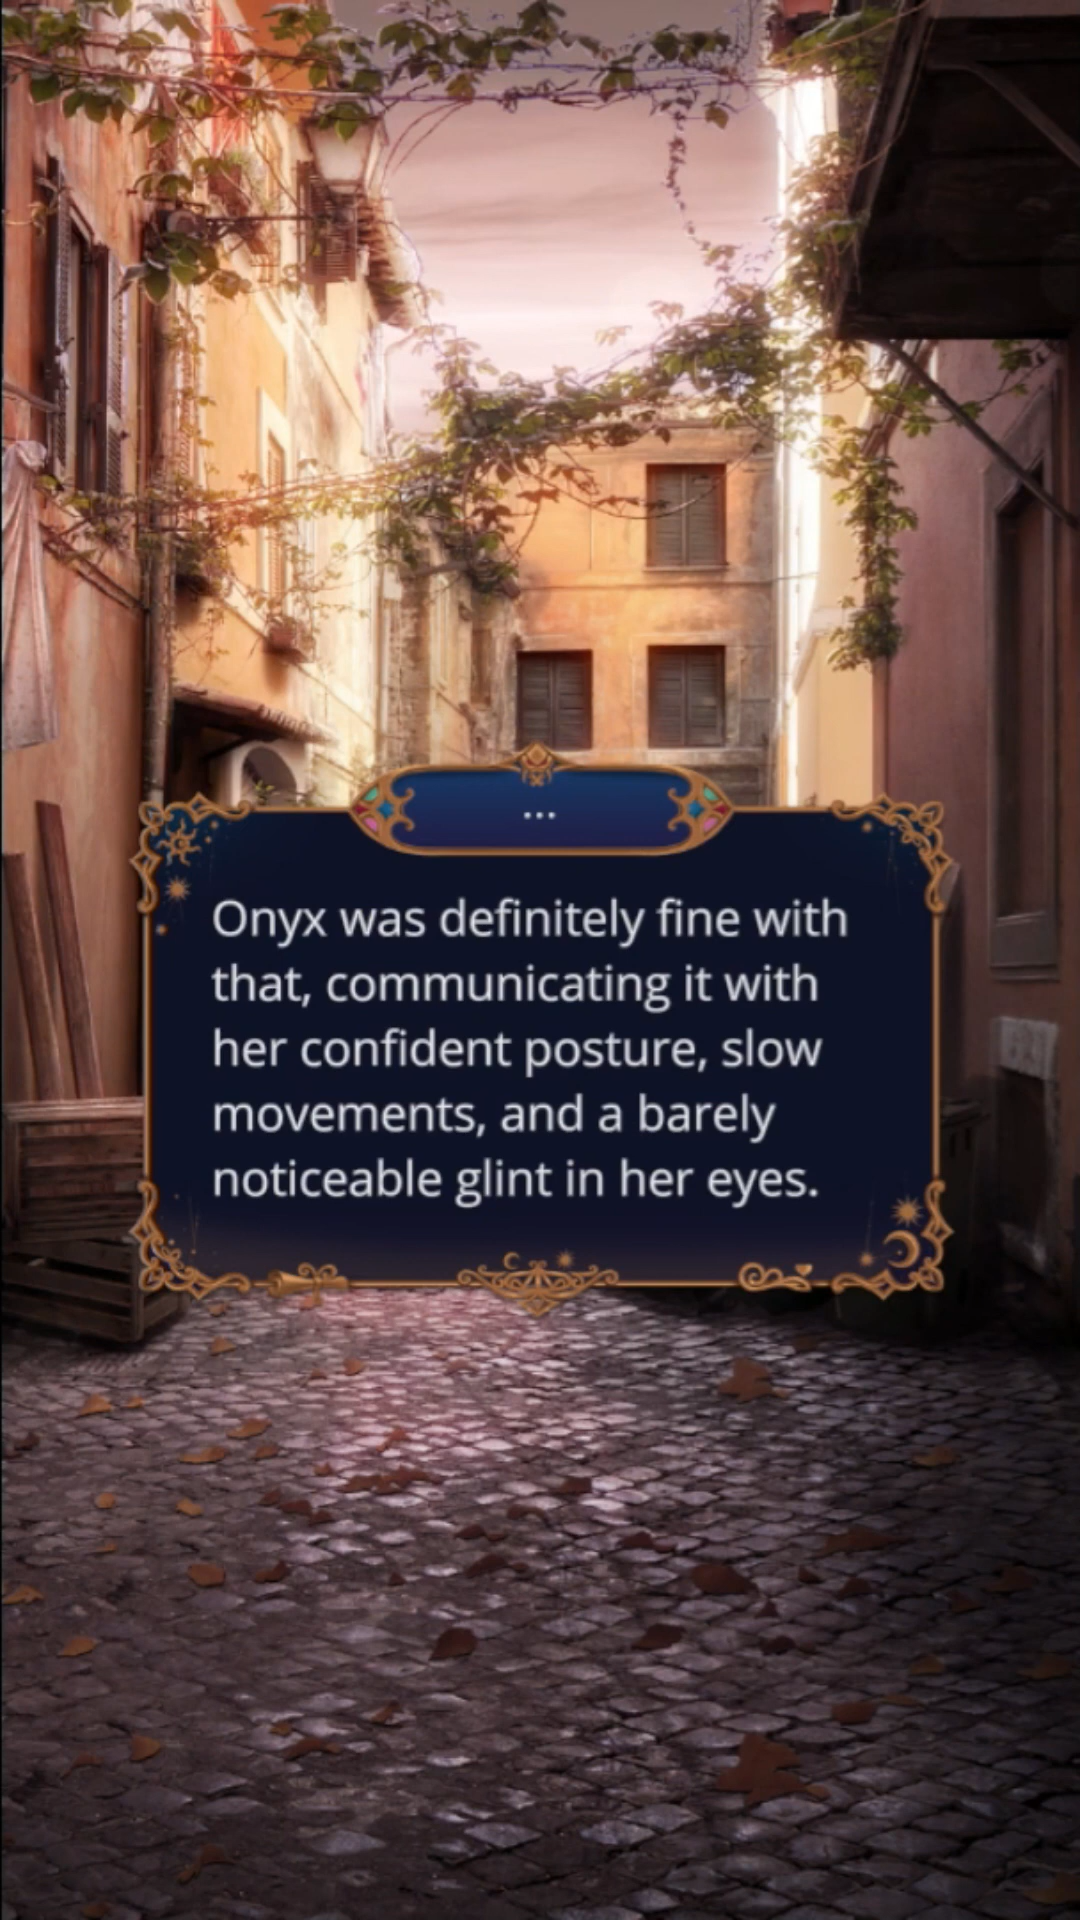 ...
Onyx was definitely fine with
that, communicating it with
her confident posture, slow
movements, and a barely
noticeable glint in her eyes.